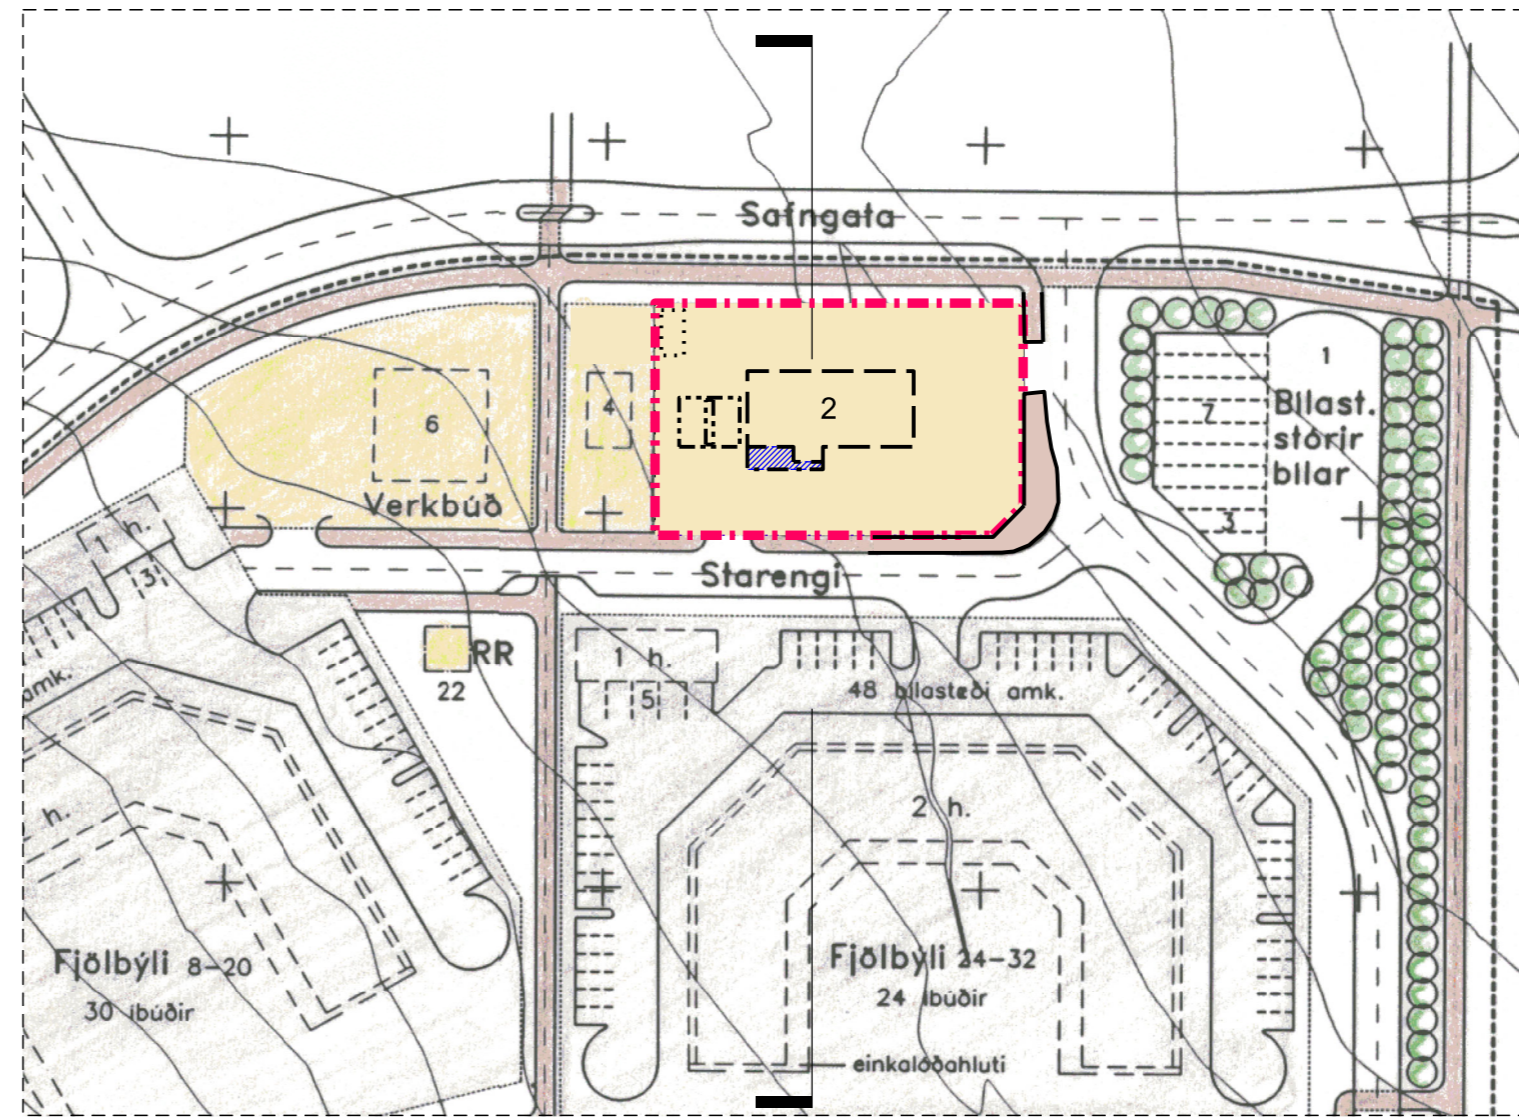 Safngata
6
4
2
1
7
Bílast.
stórir
bílar
3
Verkbúð
1 h.
3
Starengi
RR
22
1 h.
5
48 bílastæði amk.
amk.
h.
2 h.
Fjölbýli 8-20
30 íbúðir
Fjölbýli 24-32
24 íbúðir
einkalóðahluti